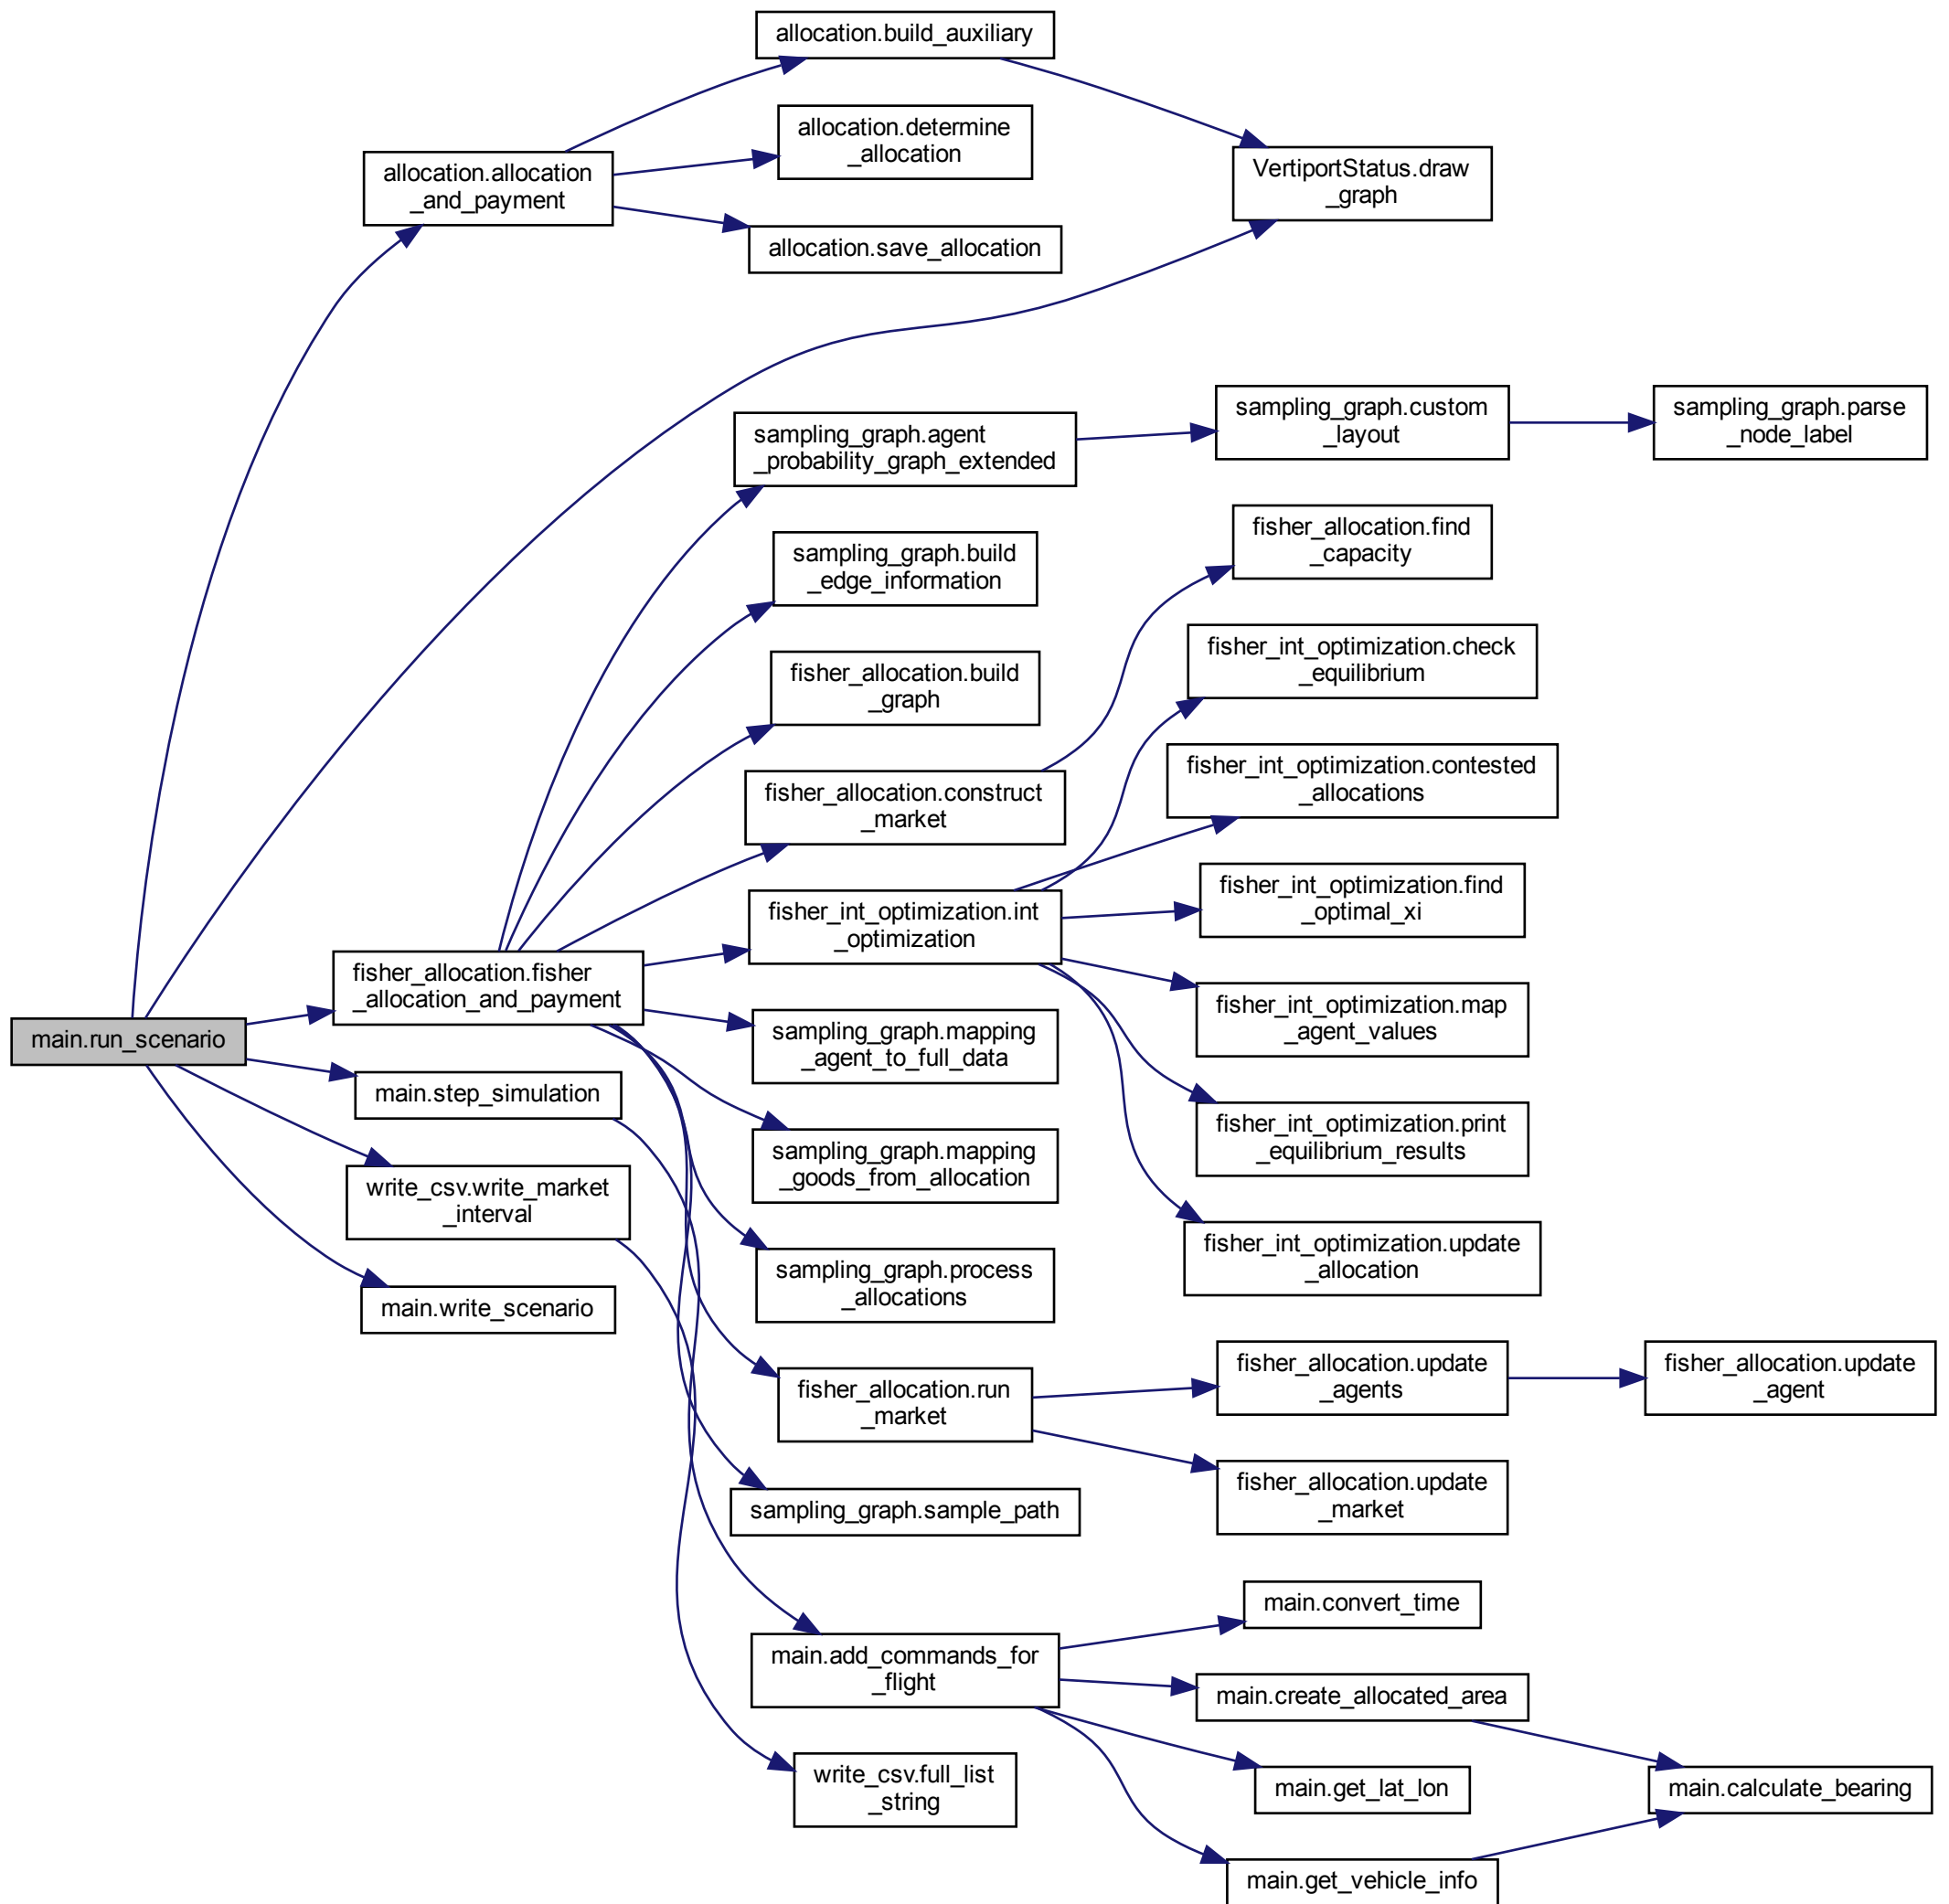 allocation.build_auxiliary
allocation.determine
_allocation
allocation.allocation
_and_payment
VertiportStatus.draw
_graph
allocation.save_allocation
sampling_graph.agent
_probability_graph_extended
sampling_graph.custom
_layout
sampling_graph.parse
_node_label
sampling_graph.build
_edge_information
fisher_allocation.find
_capacity
fisher_allocation.build
_graph
fisher_int_optimization.check
_equilibrium
fisher_allocation.construct
_market
fisher_int_optimization.contested
_allocations
fisher_int_optimization.int
_optimization
fisher_int_optimization.find
_optimal_xi
fisher_allocation.fisher
_allocation_and_payment
main.run_scenario
sampling_graph.mapping
_agent_to_full_data
fisher_int_optimization.map
_agent_values
main.step_simulation
sampling_graph.mapping
_goods_from_allocation
fisher_int_optimization.print
_equilibrium_results
write_csv.write_market
_interval
sampling_graph.process
_allocations
fisher_int_optimization.update
_allocation
main.write_scenario
fisher_allocation.run
_market
fisher_allocation.update
_agents
fisher_allocation.update
_agent
fisher_allocation.update
_market
sampling_graph.sample_path
main.add_commands_for
_flight
main.convert_time
main.create_allocated_area
write_csv.full_list
_string
main.get_lat_lon
main.calculate_bearing
main.get_vehicle_info